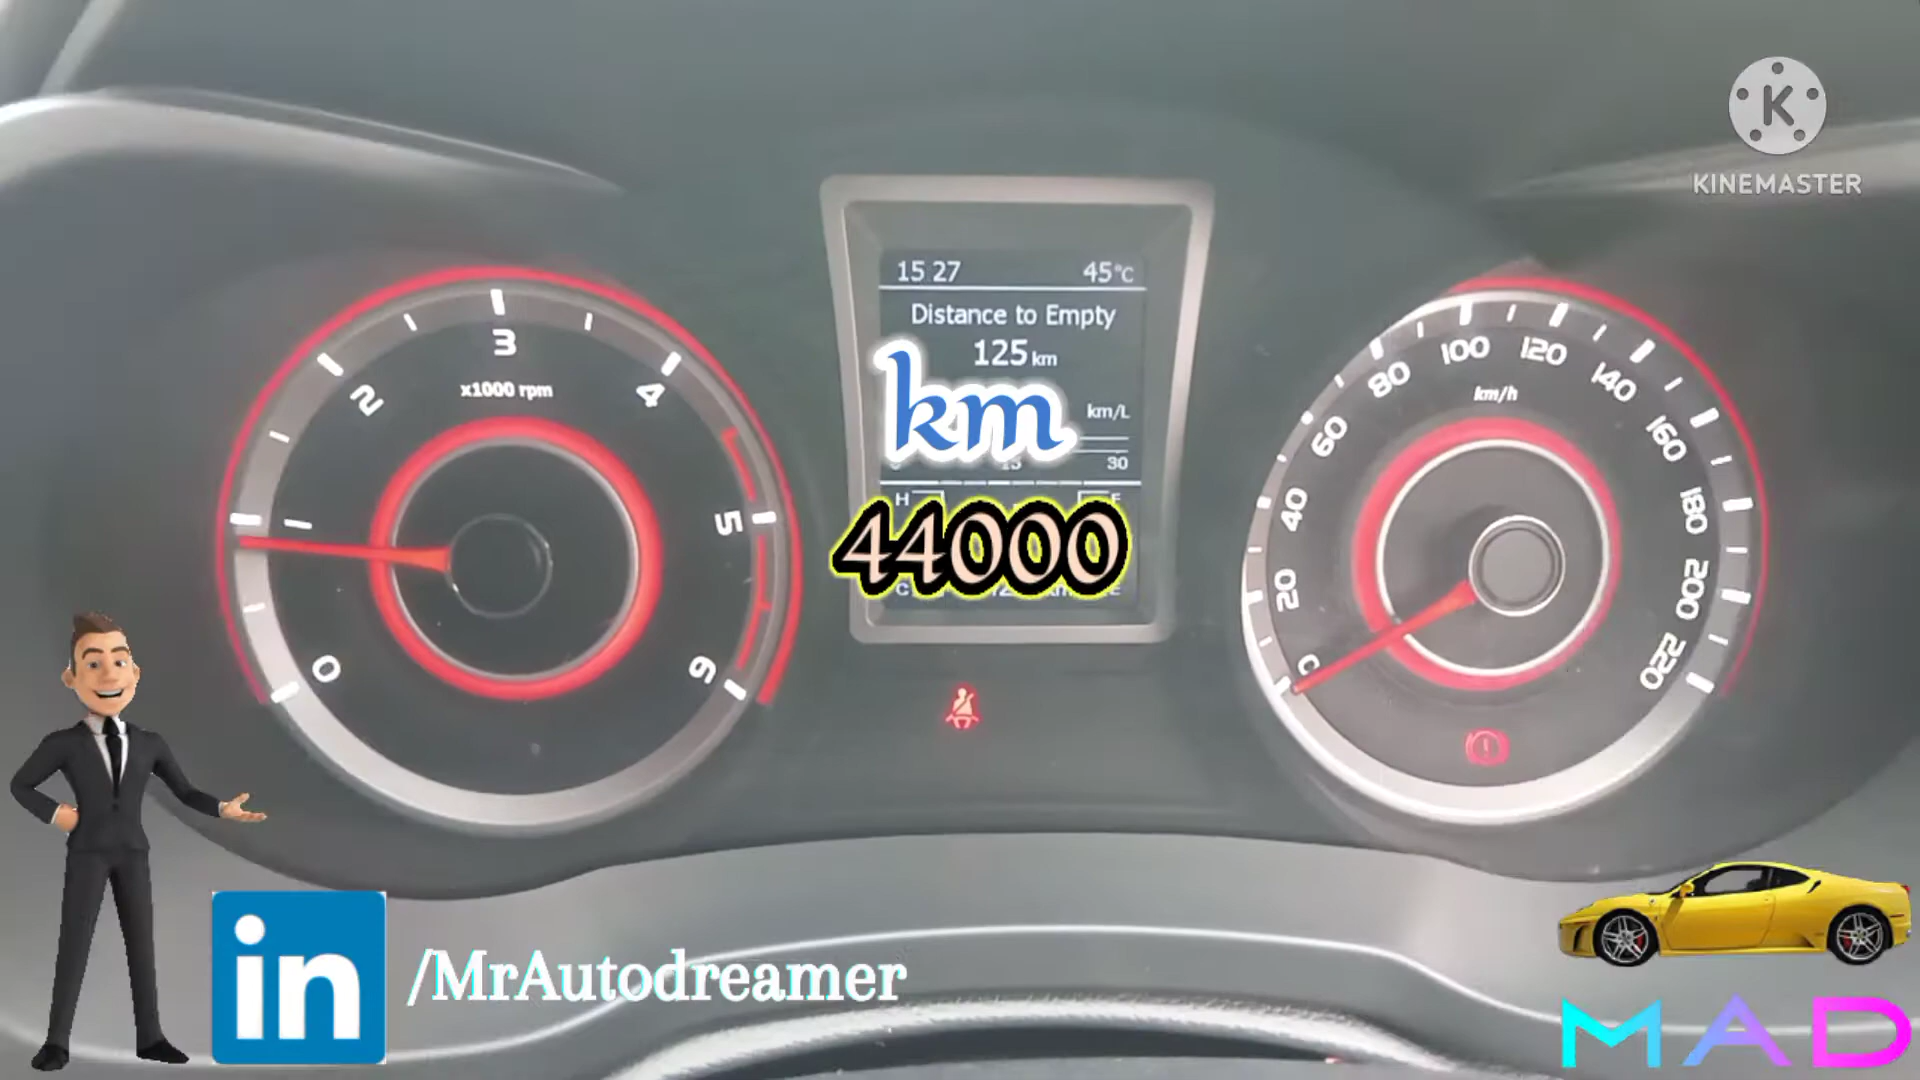 KINEMASTER
15 27 45°C
Distance to Empty
125 km
km
km/L
30
H F
44000
0
1
2
3
4
5
6
x1000 rpm
20
40
60
80
100
120
140
160
180
200
220
km/h
in /MrAutodreamer
MAD